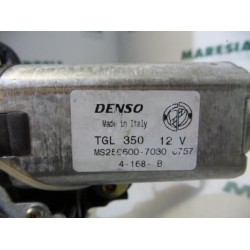 DENSO
Made in Italy
TGL 350 12 V
MS259600-7030 0757
4-168- B
MARESIA